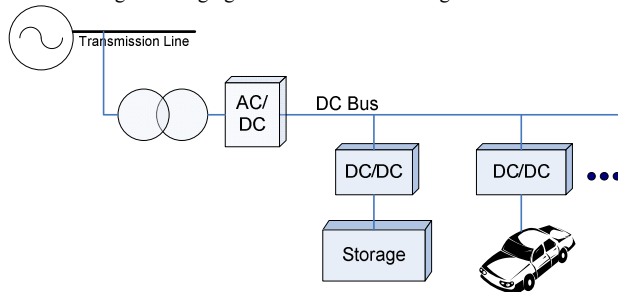 Transmission Line
AC/
DC
DC Bus
DC/DC
DC/DC
Storage